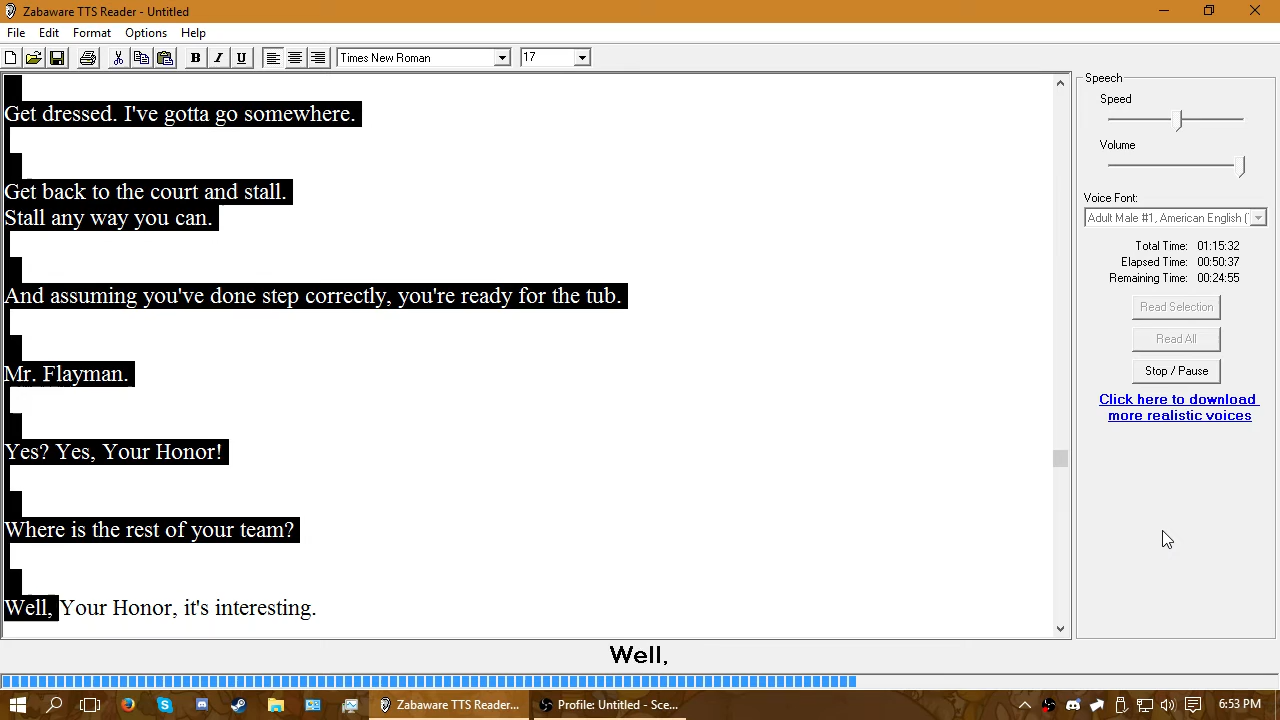 Zabaware TTS Reader - Untitled
File Edit Format Options Help
B I U Times New Roman 17
Get dressed. I've gotta go somewhere.
Get back to the court and stall.
Stall any way you can.
And assuming you've done step correctly, you're ready for the tub.
Mr. Flayman.
Yes? Yes, Your Honor!
Where is the rest of your team?
Well, Your Honor, it's interesting.
Speech
Speed
Volume
Voice Font:
Adult Male #1, American English (
Total Time: 01:15:32
Elapsed Time: 00:50:37
Remaining Time: 00:24:55
Read Selection
Read All
Stop / Pause
Click here to download
more realistic voices
Well,
Zabaware TTS Reader... Profile: Untitled - Sce... 6:53 PM